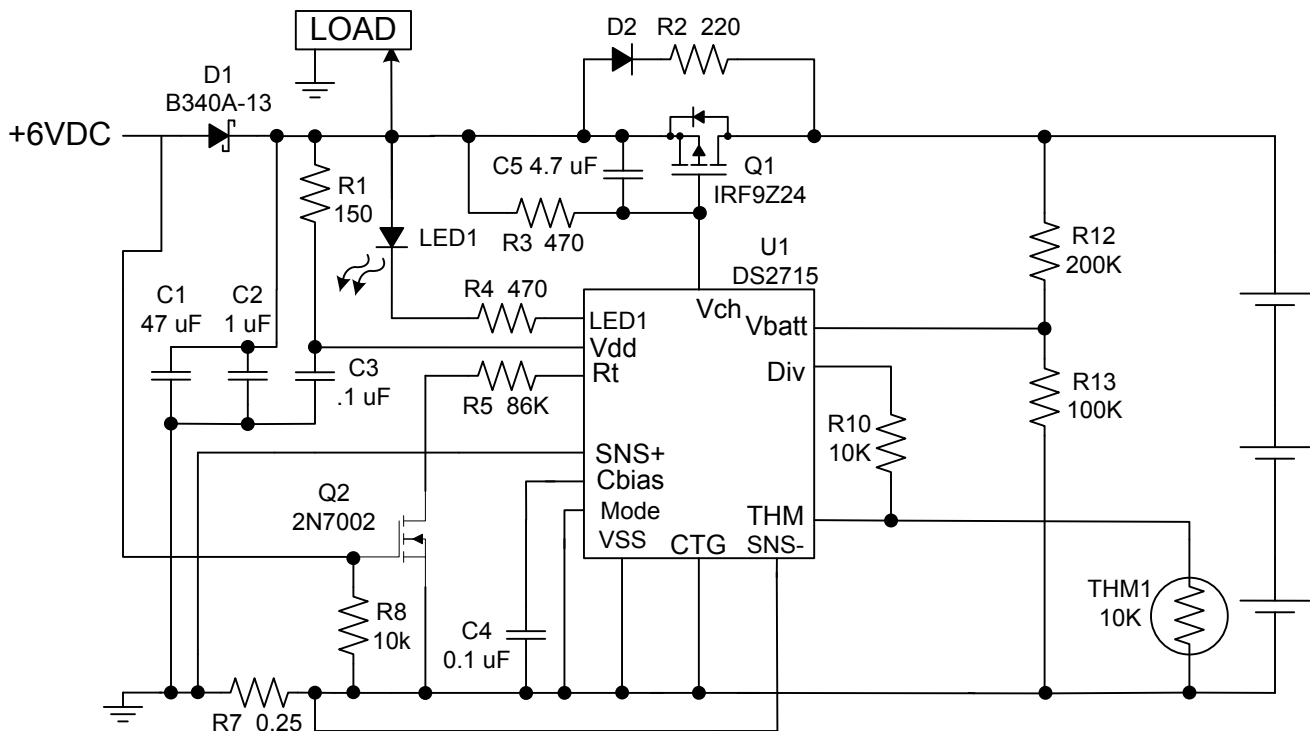 LOAD
D2
R2 220
D1
B340A-13
+6VDC
R1
150
C5 4.7 uF
Q1
IRF9Z24
R3 470
LED1
U1
DS2715
R12
200K
C1
47 uF
C2
1 uF
R4 470
LED1
Vch
Vbatt
Vdd
C3
.1 uF
Rt
Div
R5 86K
R13
100K
R10
10K
SNS+
Cbias
Q2
2N7002
Mode
THM
VSS
CTG
SNS-
R8
10k
C4
0.1 uF
THM1
10K
R7 0.25